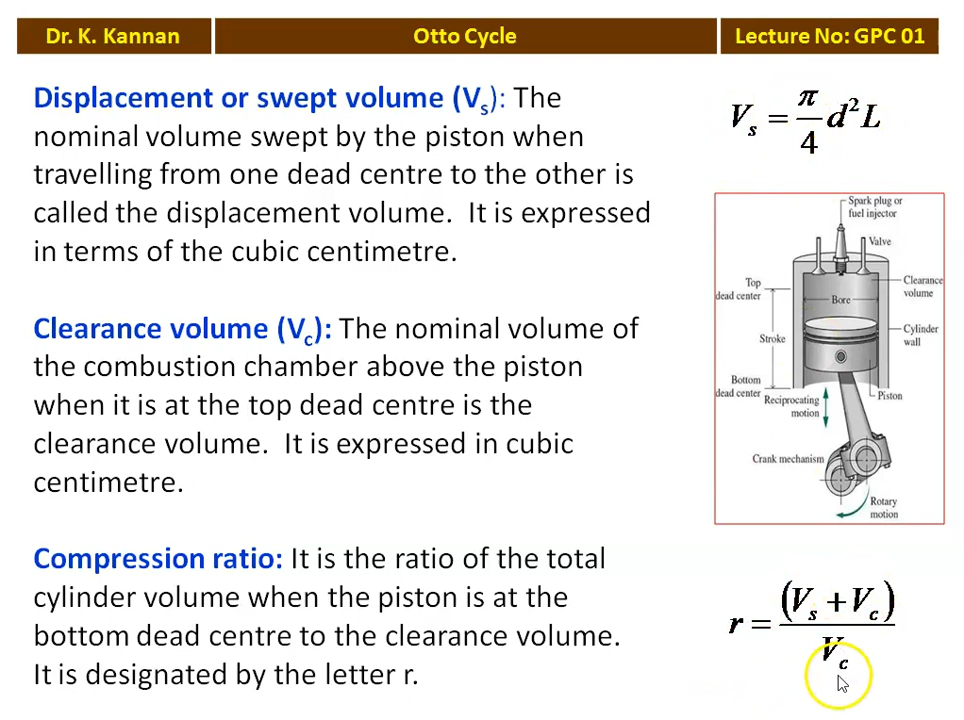 Dr. K. Kannan
Otto Cycle
Lecture No: GPC 01
Displacement or swept volume (Vs): The
nominal volume swept by the piston when
travelling from one dead centre to the other is
called the displacement volume. It is expressed
in terms of the cubic centimetre.
Vs = π/4 d²L
Clearance volume (Vc): The nominal volume of
the combustion chamber above the piston
when it is at the top dead centre is the
clearance volume. It is expressed in cubic
centimetre.
Spark plug or
fuel injector
Valve
Top
dead center
Clearance
volume
Bore
Stroke
Cylinder
wall
Bottom
dead center
Reciprocating
motion
Piston
Crank mechanism
Rotary
motion
Compression ratio: It is the ratio of the total
cylinder volume when the piston is at the
bottom dead centre to the clearance volume.
It is designated by the letter r.
r = (Vs + Vc)/Vc